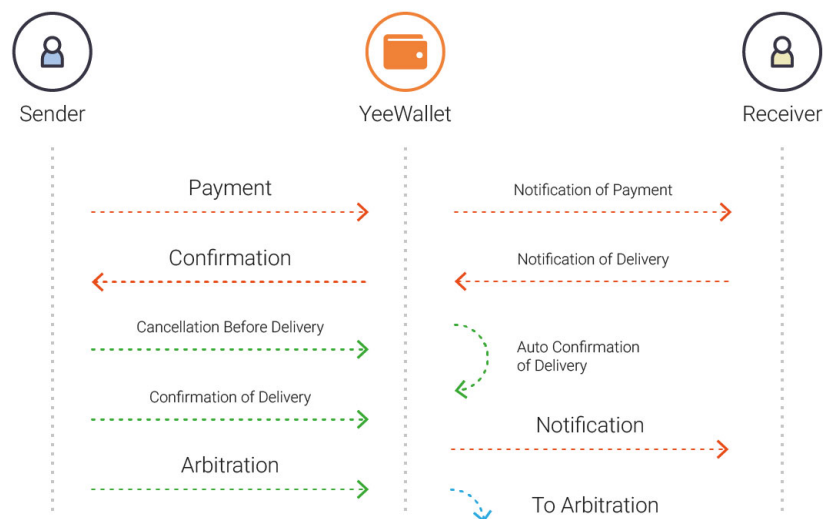 Sender
YeeWallet
Receiver
Payment
Notification of Payment
Confirmation
Notification of Delivery
Cancellation Before Delivery
Auto Confirmation
of Delivery
Confirmation of Delivery
Notification
Arbitration
To Arbitration